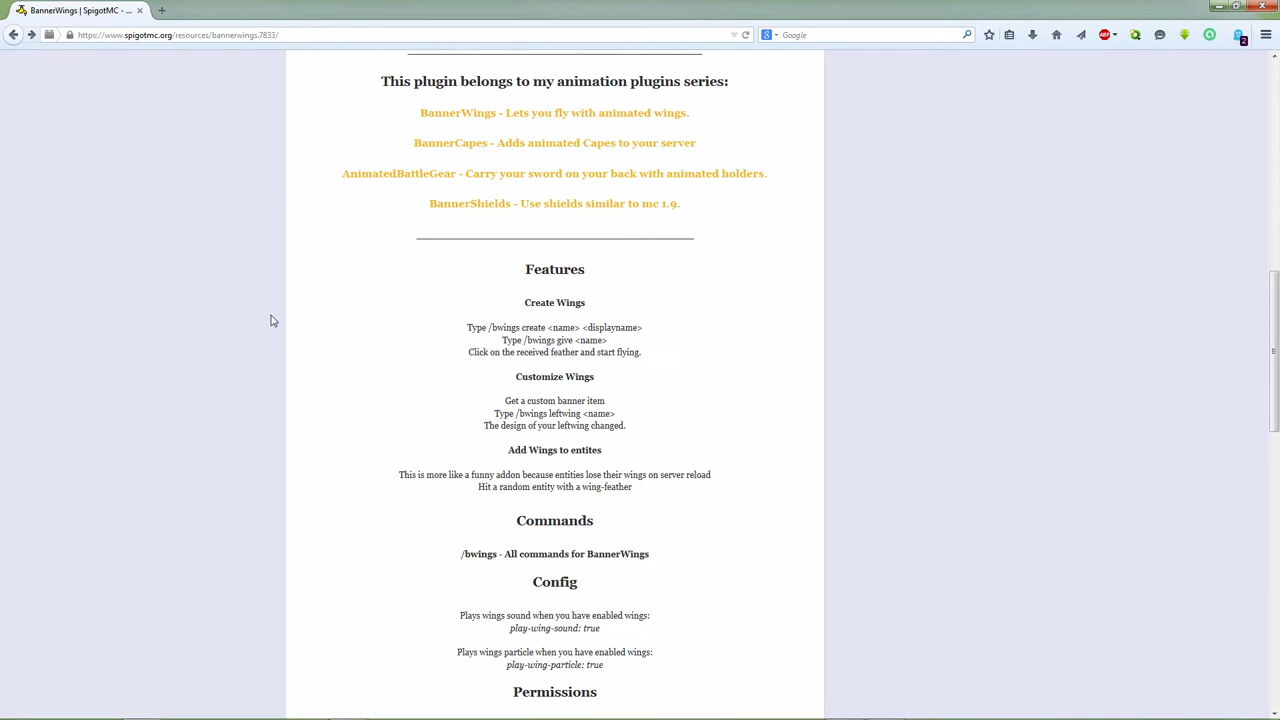 BannerWings | SpigotMC - ...
https://www.spigotmc.org/resources/bannerwings.7833/
Google
ABP
2
This plugin belongs to my animation plugins series:
BannerWings - Lets you fly with animated wings.
BannerCapes - Adds animated Capes to your server
AnimatedBattleGear - Carry your sword on your back with animated holders.
BannerShields - Use shields similar to mc 1.9.
Features
Create Wings
Type /bwings create <name> <displayname>
Type /bwings give <name>
Click on the received feather and start flying.
Customize Wings
Get a custom banner item
Type /bwings leftwing <name>
The design of your leftwing changed.
Add Wings to entites
This is more like a funny addon because entities lose their wings on server reload
Hit a random entity with a wing-feather
Commands
/bwings - All commands for BannerWings
Config
Plays wings sound when you have enabled wings:
play-wing-sound: true
Plays wings particle when you have enabled wings:
play-wing-particle: true
Permissions